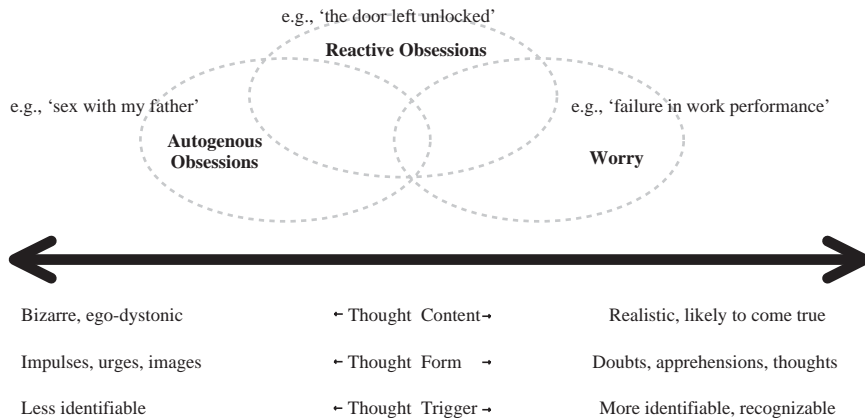 e.g., ‘the door left unlocked’
Reactive Obsessions
e.g., ‘sex with my father’
e.g., ‘failure in work performance’
Autogenous
Obsessions
Worry
Bizarre, ego-dystonic ← Thought Content → Realistic, likely to come true
Impulses, urges, images ← Thought Form → Doubts, apprehensions, thoughts
Less identifiable ← Thought Trigger → More identifiable, recognizable